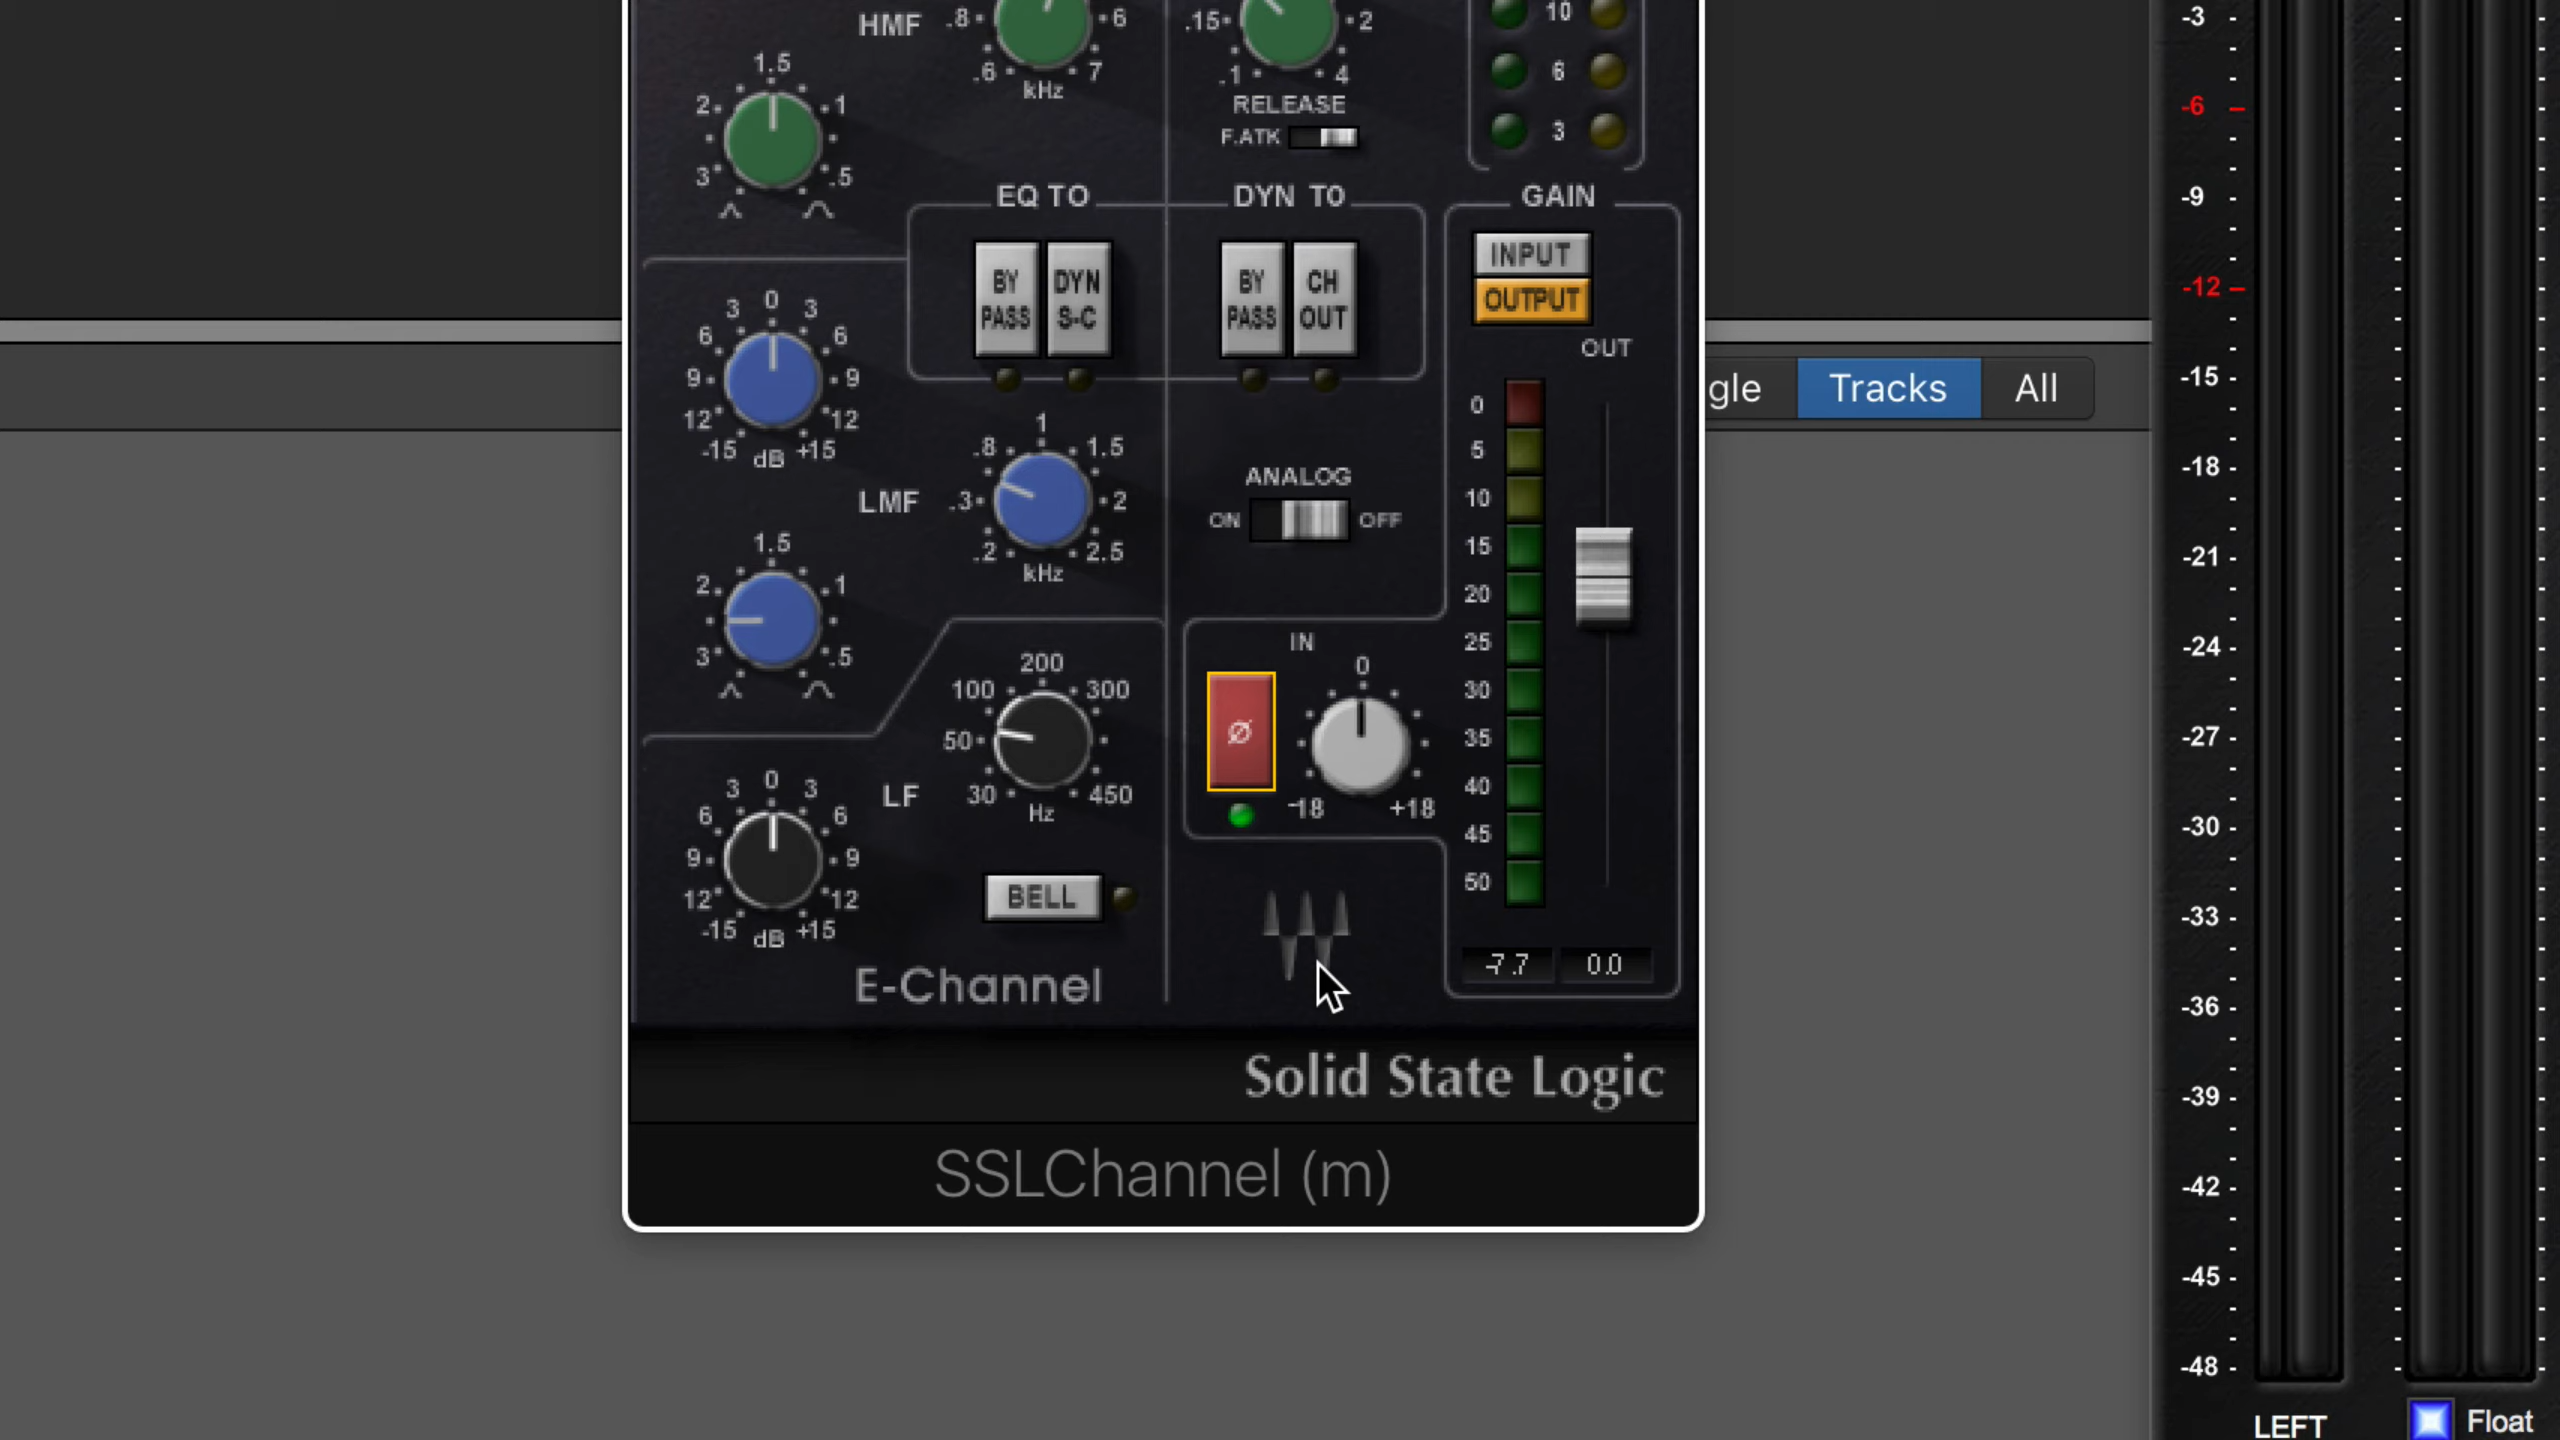 HMF
.8 6
.6 7
kHz
.15 2
.1 4
RELEASE
F.ATK
10
6
3
1.5
2 1
3 .5
EQ TO
DYN TO
GAIN
BY PASS
DYN S-C
BY PASS
CH OUT
INPUT
OUTPUT
OUT
0
3 3
6 6
9 9
12 12
-15 dB +15
LMF
1
.8 1.5
.3 2
.2 2.5
kHz
ANALOG
ON OFF
1.5
2 1
3 .5
0
5
10
15
20
25
30
35
40
45
50
IN
Ø
0
-18 +18
200
100 300
50
30 450
Hz
LF
0
3 3
6 6
9 9
12 12
-15 dB +15
BELL
E-Channel
-7.7 0.0
Solid State Logic
SSLChannel (m)
gle
Tracks
All
-3
-6
-9
-12
-15
-18
-21
-24
-27
-30
-33
-36
-39
-42
-45
-48
LEFT
Float